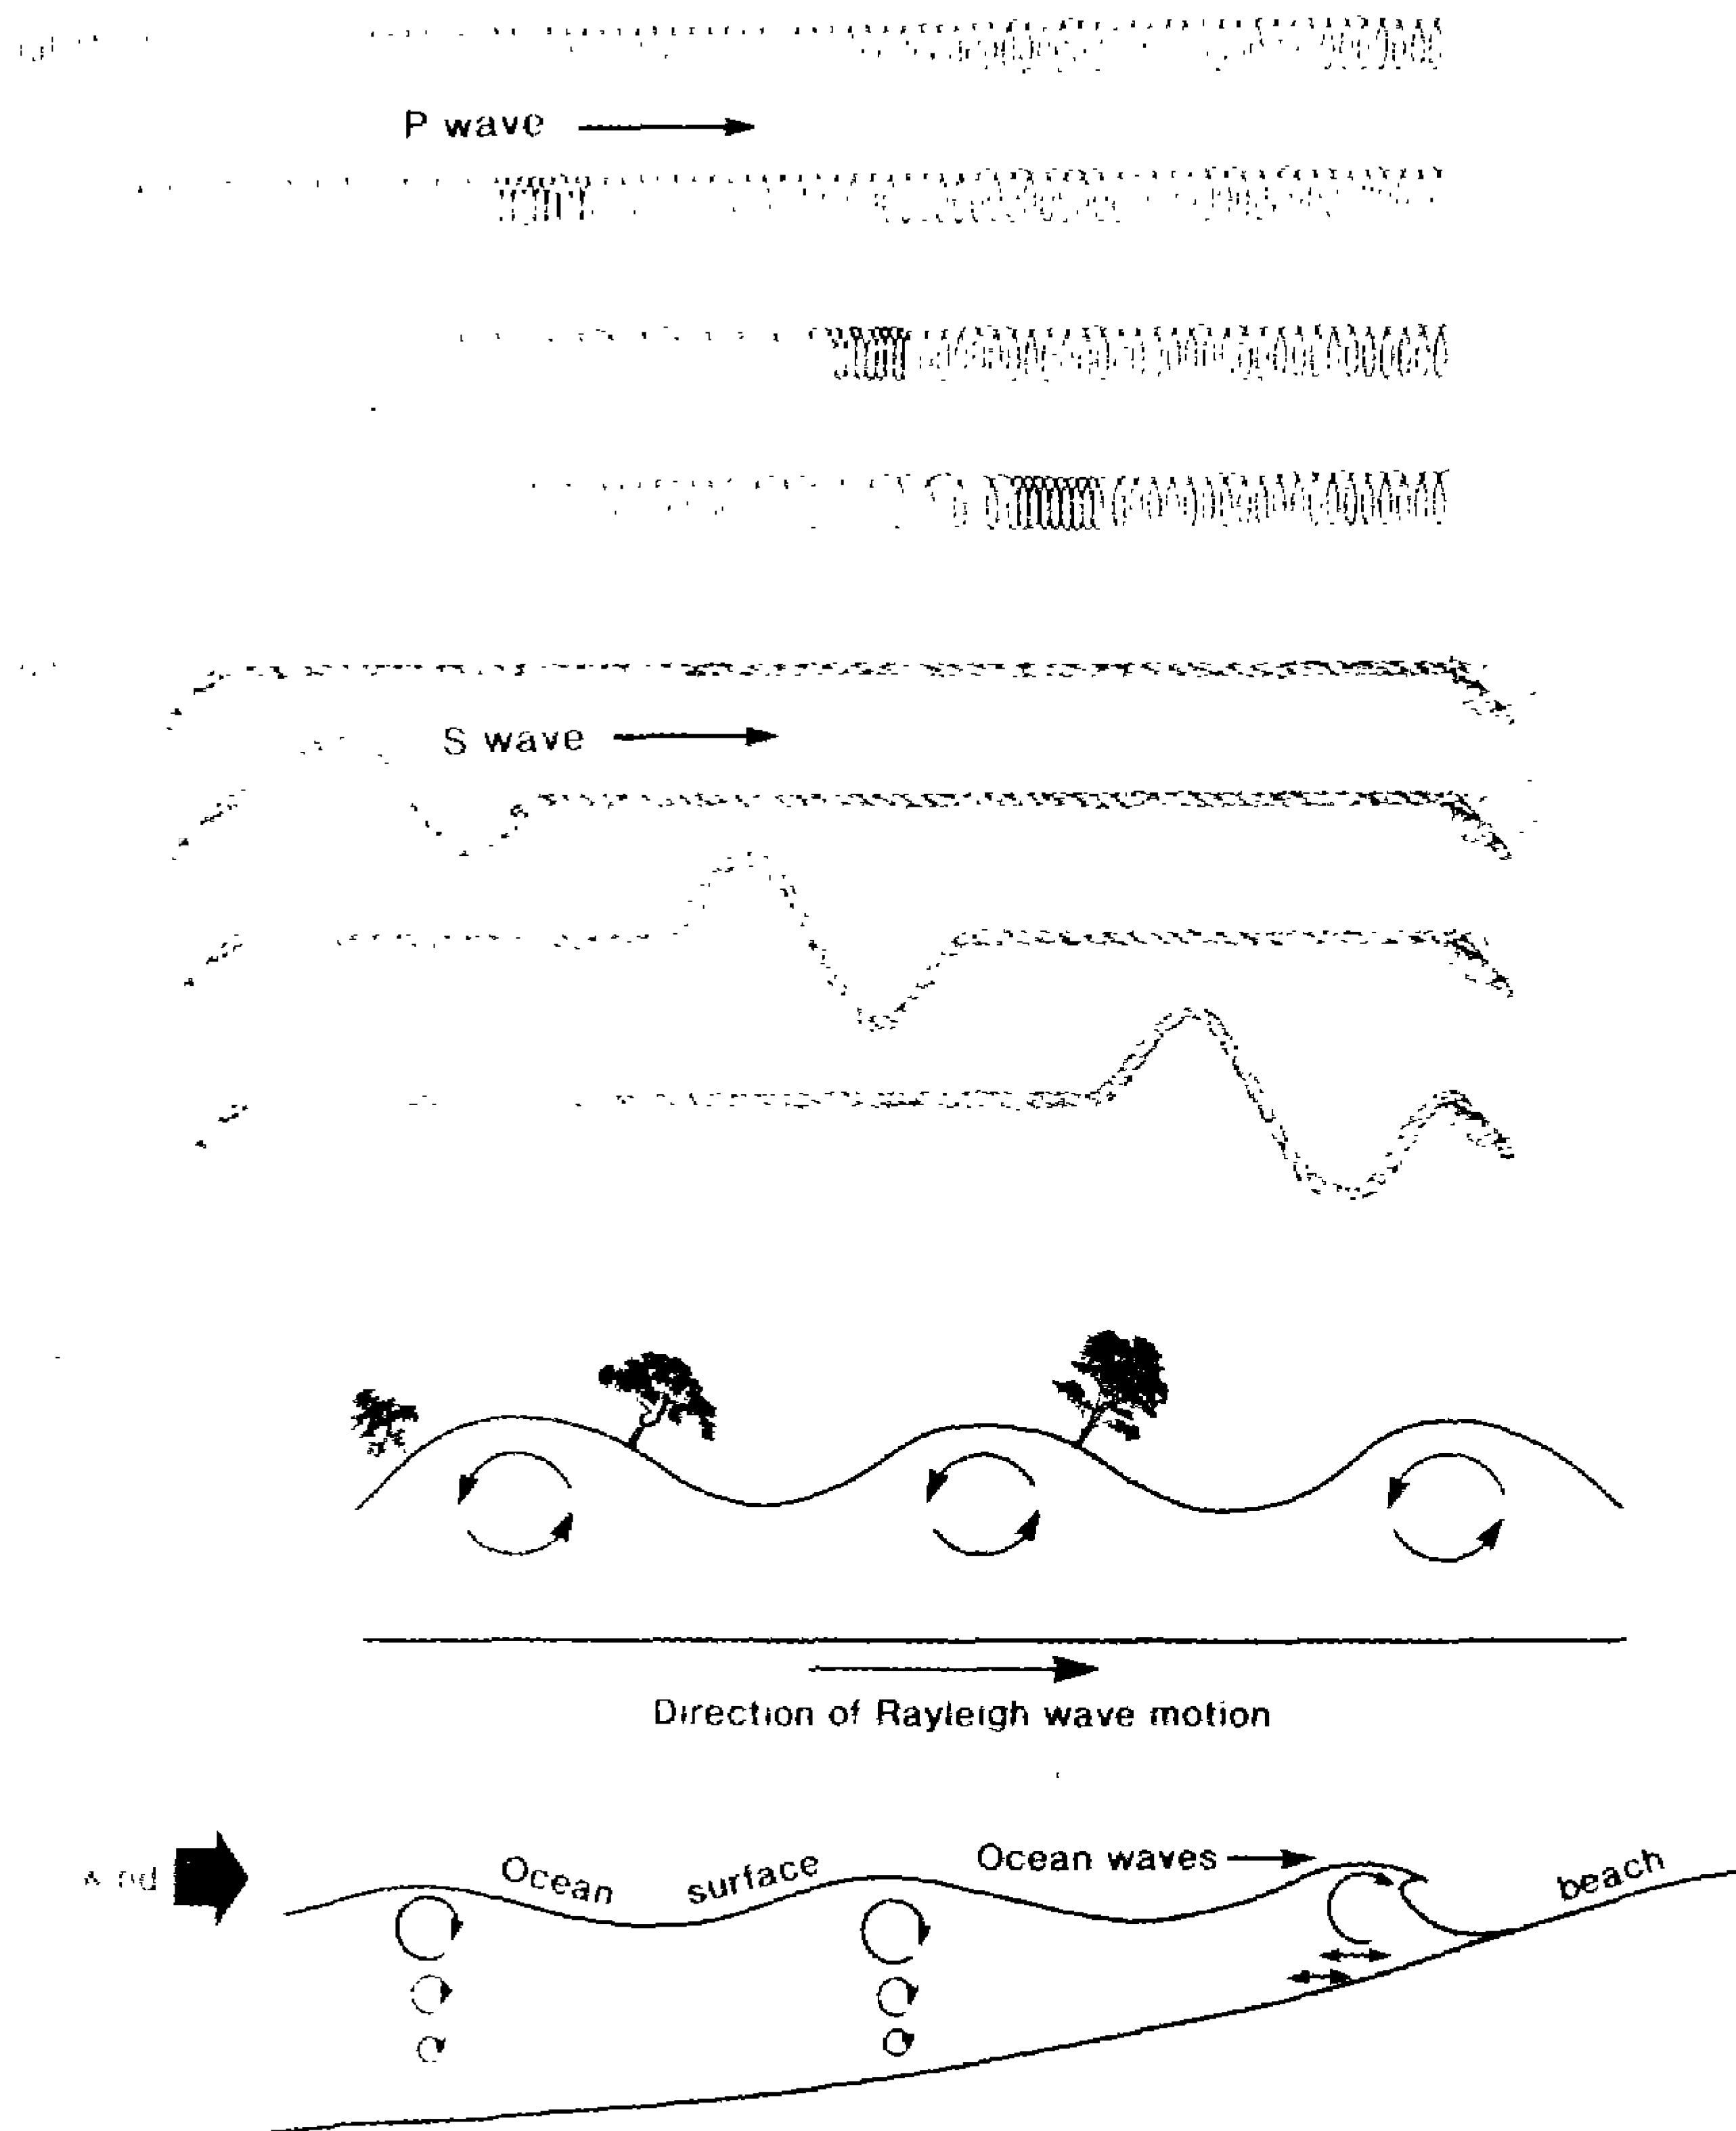 P wave
S wave
Direction of Rayleigh wave motion
Ocean surface
Ocean waves
beach